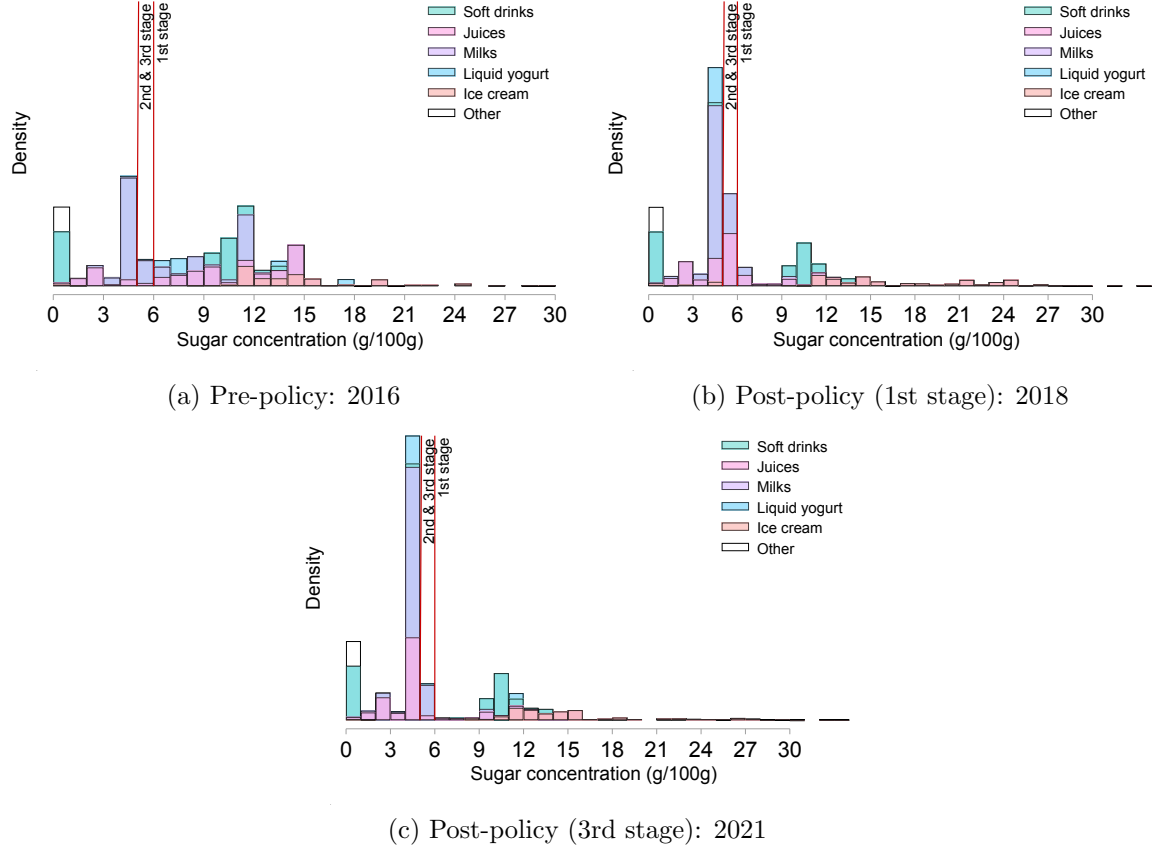 Density
2nd & 3rd stage
1st stage
Soft drinks
Juices
Milks
Liquid yogurt
Ice cream
Other
0 3 6 9 12 15 18 21 24 27 30
Sugar concentration (g/100g)
(a) Pre-policy: 2016
Density
2nd & 3rd stage
1st stage
Soft drinks
Juices
Milks
Liquid yogurt
Ice cream
Other
0 3 6 9 12 15 18 21 24 27 30
Sugar concentration (g/100g)
(b) Post-policy (1st stage): 2018
Density
2nd & 3rd stage
1st stage
Soft drinks
Juices
Milks
Liquid yogurt
Ice cream
Other
0 3 6 9 12 15 18 21 24 27 30
Sugar concentration (g/100g)
(c) Post-policy (3rd stage): 2021